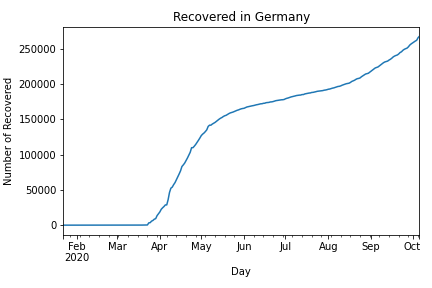 Recovered in Germany
Number of Recovered
250000
200000
150000
100000
50000
0
Feb Mar Apr May Jun Jul Aug Sep Oct
2020
Day